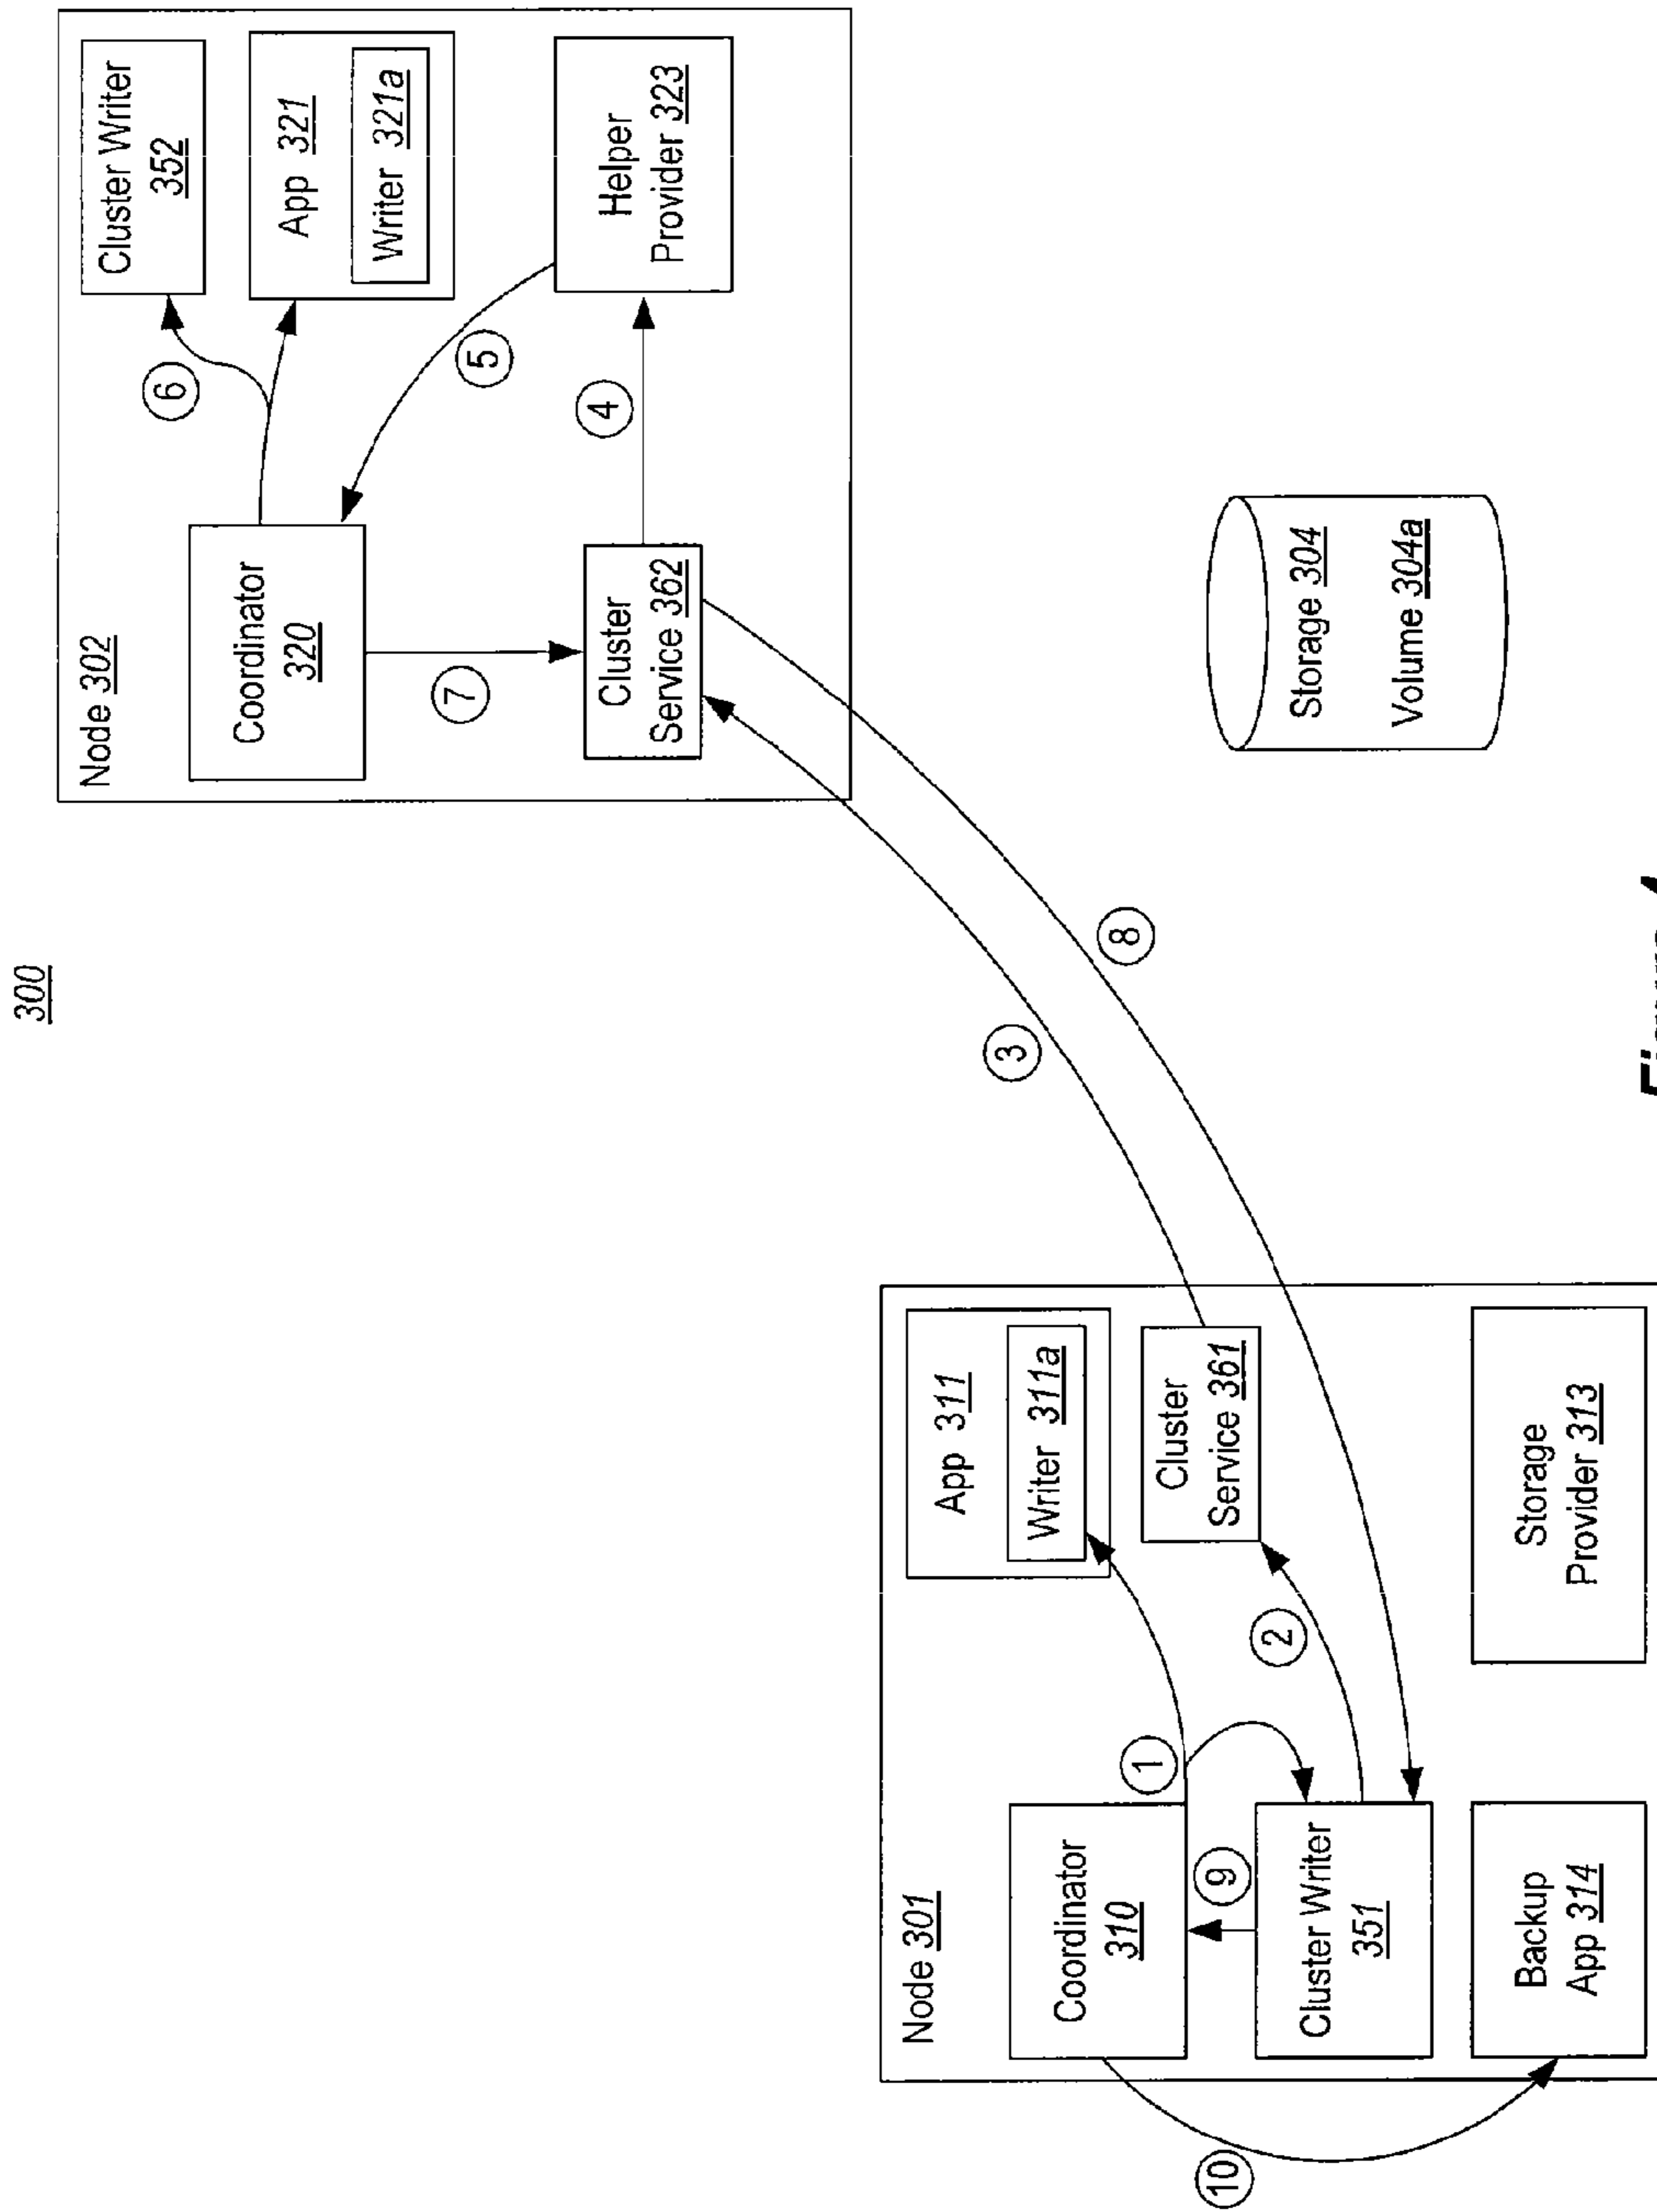 300
Node 302
Coordinator
320
Cluster Writer
352
App 321
Writer 321a
6
5
7
4
Cluster
Service 362
Helper
Provider 323
3
8
Storage 304
Volume 304a
Node 301
Coordinator
310
App 311
Writer 311a
1
9
2
Cluster
Service 361
Cluster Writer
351
10
Backup
App 314
Storage
Provider 313